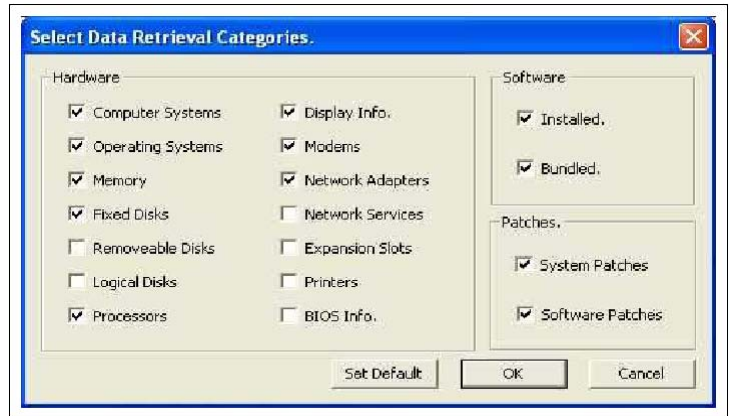 Select Data Retrieval Categories.
Hardware
Computer Systems
Operating Systems
Memory
Fixed Disks
Removeable Disks
Logical Disks
Processors
Display Info.
Modems
Network Adapters
Network Services
Expansion Slots
Printers
BIOS Info.
Software
Installed.
Bundled.
Patches.
System Patches
Software Patches
Set Default
OK
Cancel